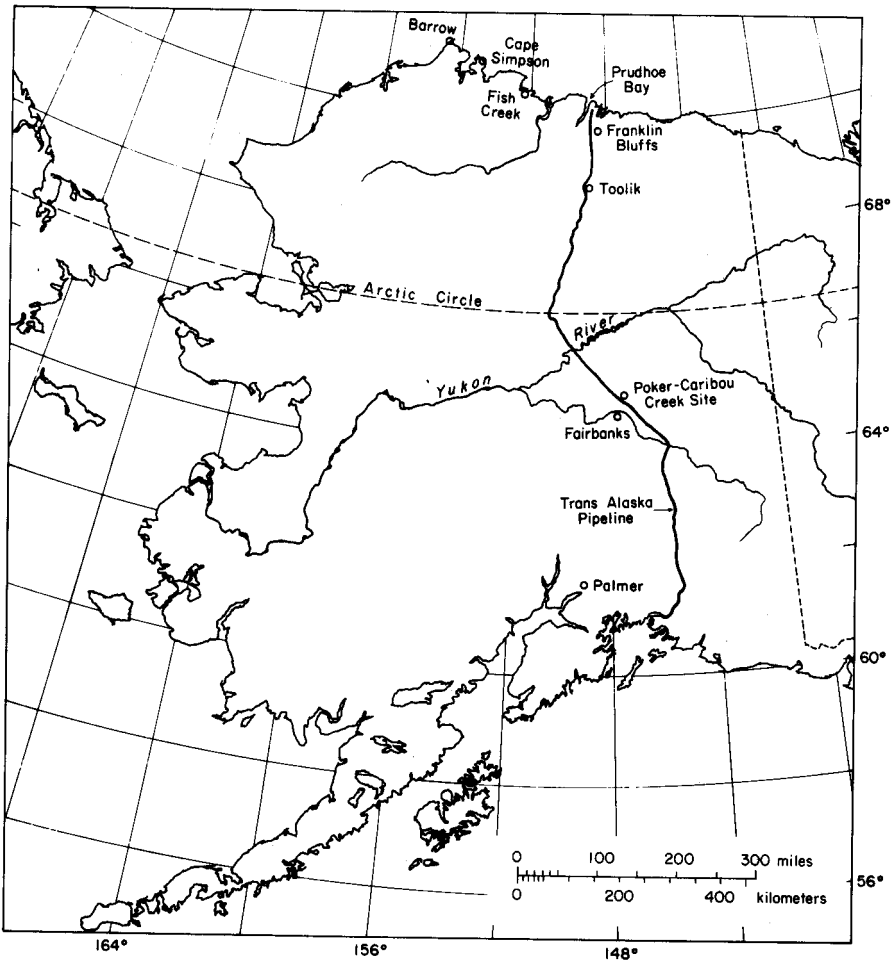 Barrow
Cape
Simpson
Prudhoe
Bay
Fish
Creek
Franklin
Bluffs
Toolik
68°
Arctic Circle
River
Yukon
Poker-Caribou
Creek Site
Fairbanks
64°
Trans Alaska
Pipeline
Palmer
60°
0 100 200 300 miles
0 200 400 kilometers
56°
164° 156° 148°